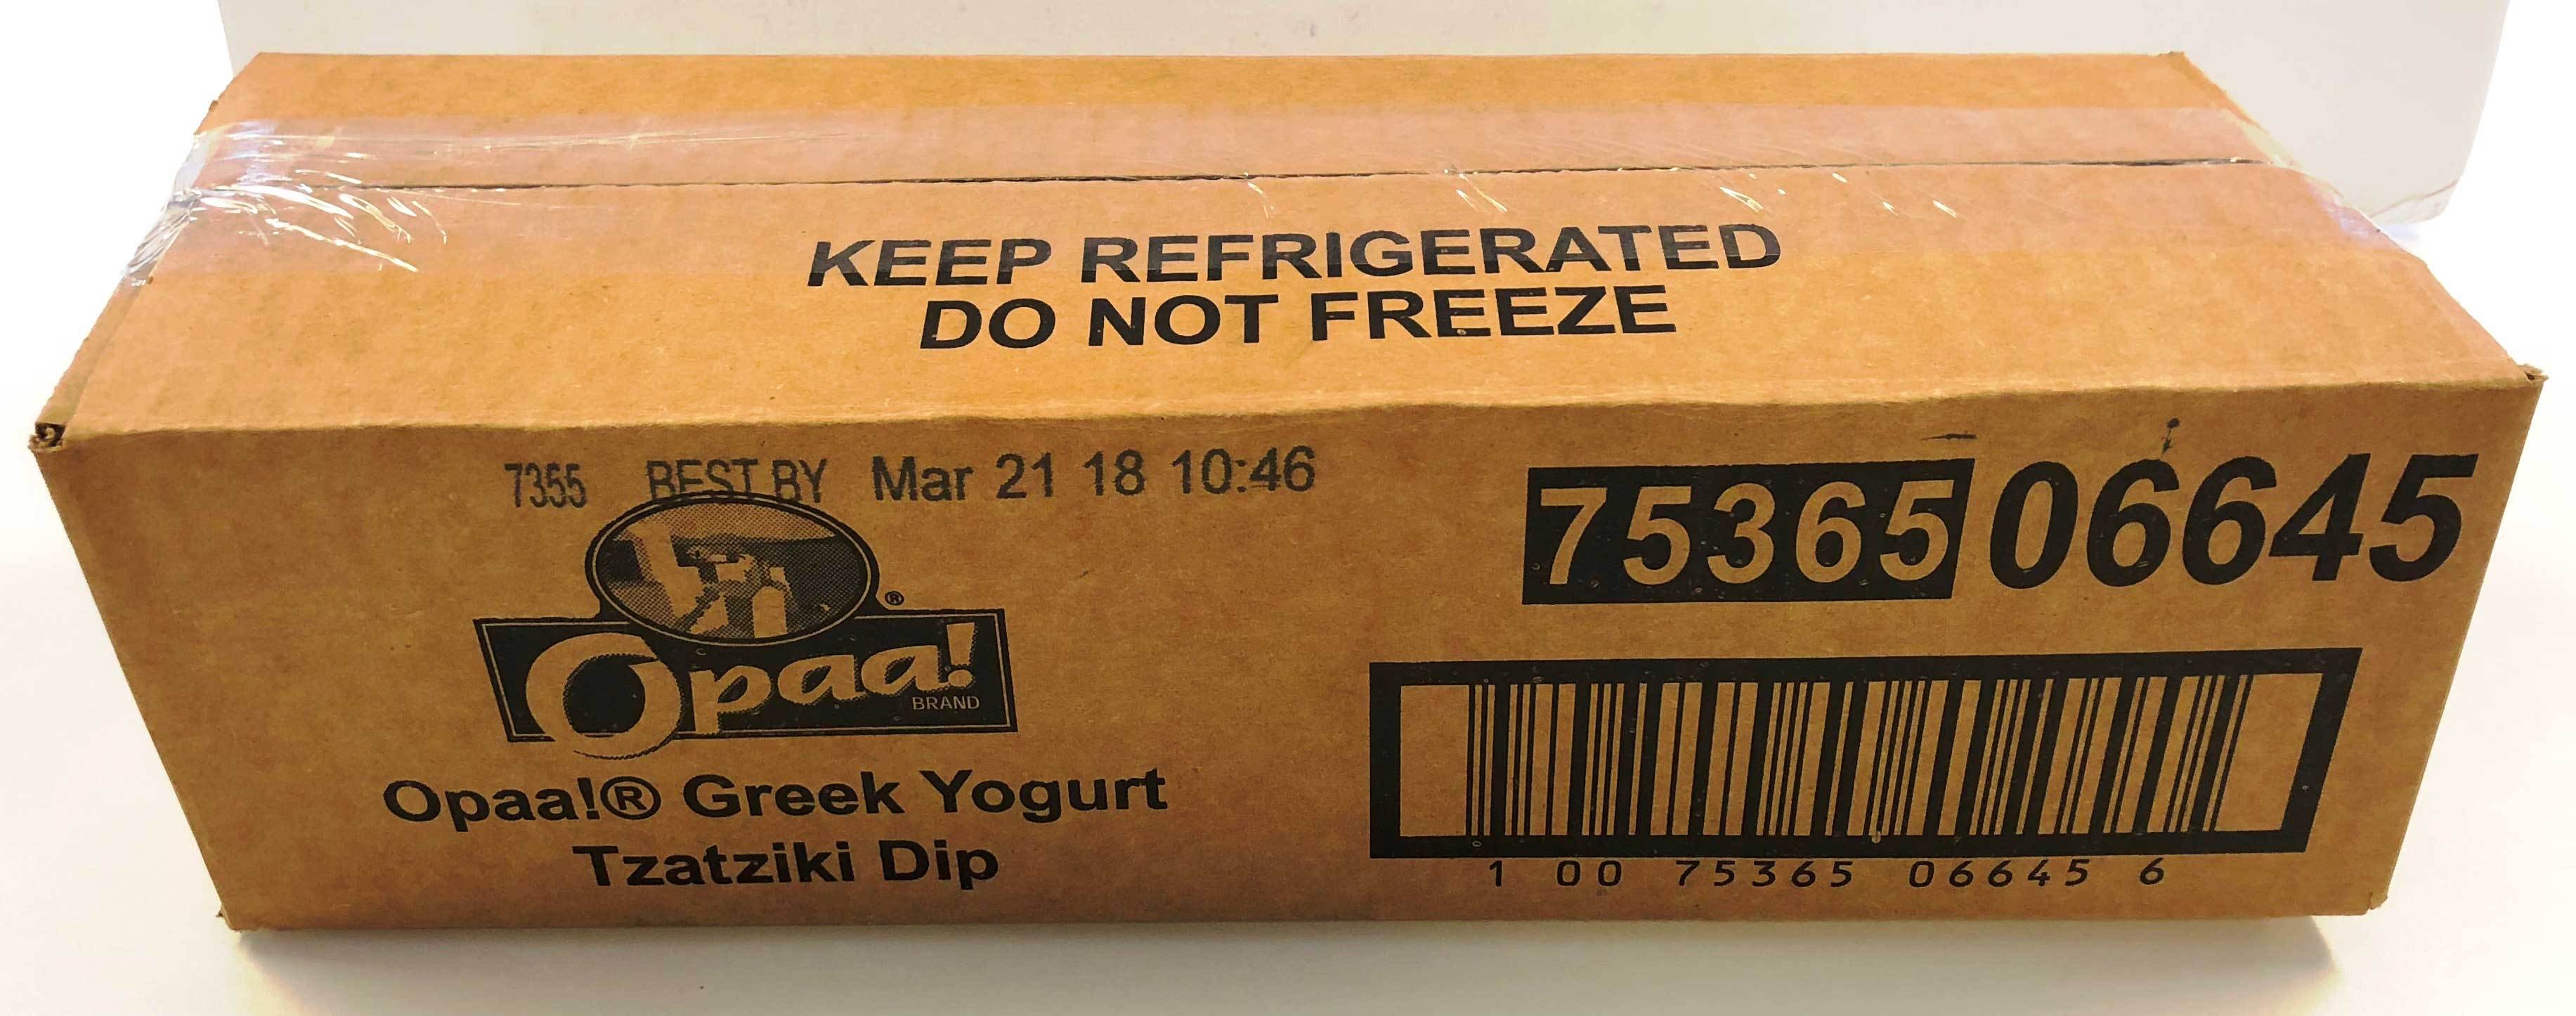 KEEP REFRIGERATED
DO NOT FREEZE
7355 BEST BY Mar 21 18 10:46
75365 06645
®
Opaa!
BRAND
Opaa!® Greek Yogurt
Tzatziki Dip
1 00 75365 06645 6